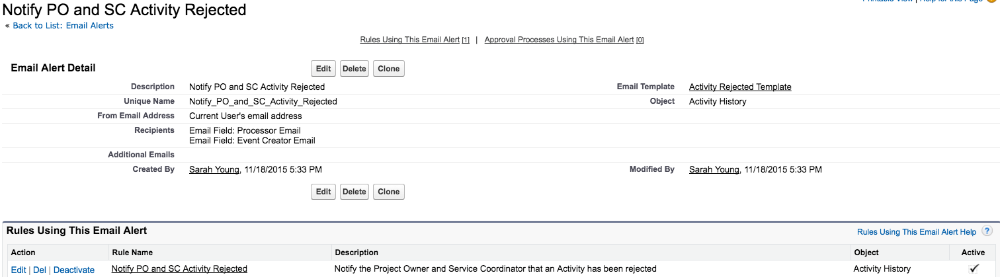 Printable View | Help for this Page
Notify PO and SC Activity Rejected
« Back to List: Email Alerts
Rules Using This Email Alert [1] | Approval Processes Using This Email Alert [0]
Email Alert Detail Edit Delete Clone
Description Notify PO and SC Activity Rejected Email Template Activity Rejected Template
Unique Name Notify_PO_and_SC_Activity_Rejected Object Activity History
From Email Address Current User's email address
Recipients Email Field: Processor Email
Email Field: Event Creator Email
Additional Emails
Created By Sarah Young, 11/18/2015 5:33 PM Modified By Sarah Young, 11/18/2015 5:33 PM
Edit Delete Clone
Rules Using This Email Alert Rules Using This Email Alert Help ?
Action Rule Name Description Object Active
Edit | Del | Deactivate Notify PO and SC Activity Rejected Notify the Project Owner and Service Coordinator that an Activity has been rejected Activity History